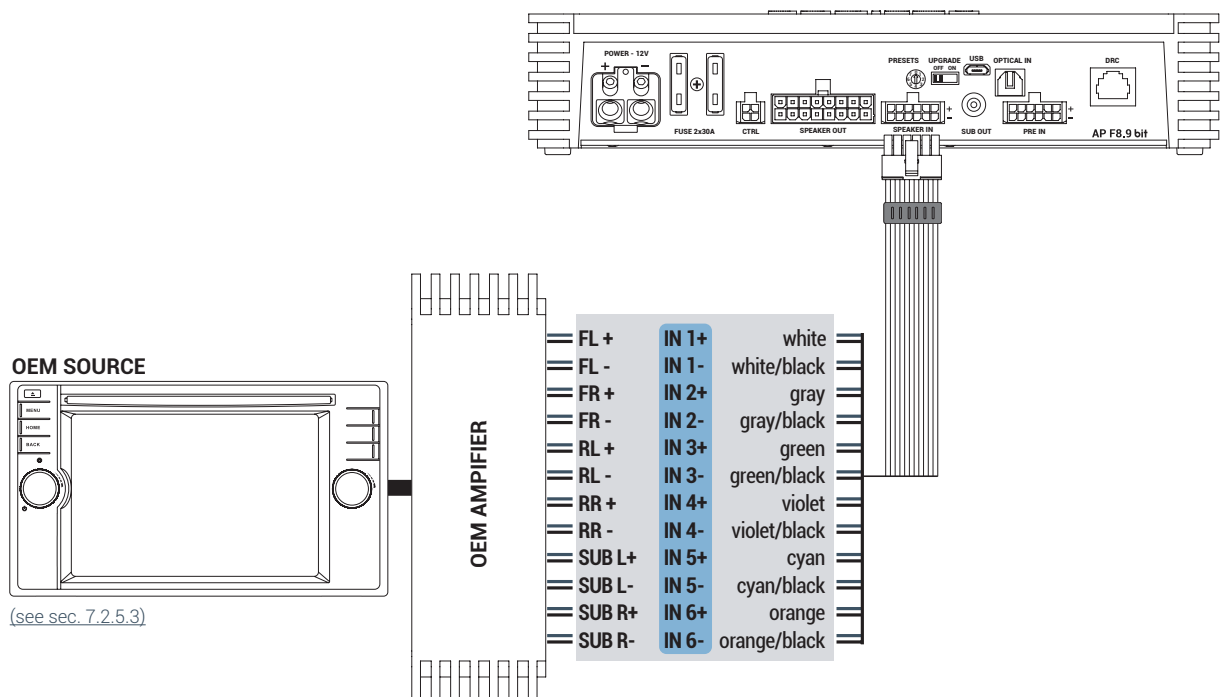 POWER - 12V
+ -
FUSE 2x30A
CTRL
SPEAKER OUT
PRESETS
UPGRADE
OFF ON
USB
OPTICAL IN
DRC
SPEAKER IN
+
-
SUB OUT
PRE IN
+
-
AP F8.9 bit
OEM SOURCE
MENU
HOME
BACK
(see sec. 7.2.5.3)
OEM AMPIFIER
FL + IN 1+ white
FL - IN 1- white/black
FR + IN 2+ gray
FR - IN 2- gray/black
RL + IN 3+ green
RL - IN 3- green/black
RR + IN 4+ violet
RR - IN 4- violet/black
SUB L+ IN 5+ cyan
SUB L- IN 5- cyan/black
SUB R+ IN 6+ orange
SUB R- IN 6- orange/black